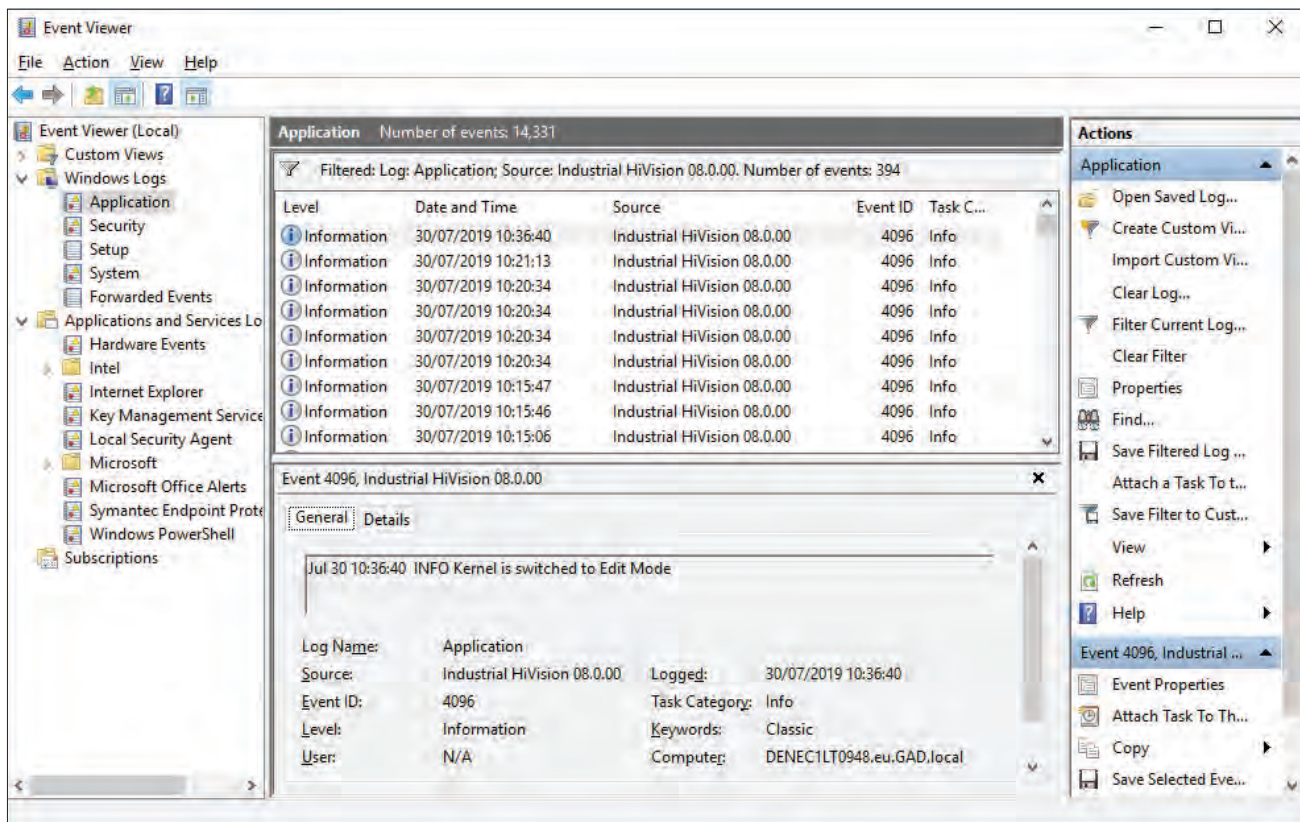 Event Viewer
File Action View Help
Event Viewer (Local)
Custom Views
Windows Logs
Application
Security
Setup
System
Forwarded Events
Applications and Services Lo
Hardware Events
Intel
Internet Explorer
Key Management Service
Local Security Agent
Microsoft
Microsoft Office Alerts
Symantec Endpoint Prote
Windows PowerShell
Subscriptions
Application Number of events: 14,331
Filtered: Log: Application; Source: Industrial HiVision 08.0.00. Number of events: 394
Level Date and Time Source Event ID Task C...
Information 30/07/2019 10:36:40 Industrial HiVision 08.0.00 4096 Info
Information 30/07/2019 10:21:13 Industrial HiVision 08.0.00 4096 Info
Information 30/07/2019 10:20:34 Industrial HiVision 08.0.00 4096 Info
Information 30/07/2019 10:20:34 Industrial HiVision 08.0.00 4096 Info
Information 30/07/2019 10:20:34 Industrial HiVision 08.0.00 4096 Info
Information 30/07/2019 10:20:34 Industrial HiVision 08.0.00 4096 Info
Information 30/07/2019 10:15:47 Industrial HiVision 08.0.00 4096 Info
Information 30/07/2019 10:15:46 Industrial HiVision 08.0.00 4096 Info
Information 30/07/2019 10:15:06 Industrial HiVision 08.0.00 4096 Info
Event 4096, Industrial HiVision 08.0.00
General Details
Jul 30 10:36:40 INFO Kernel is switched to Edit Mode
Log Name: Application
Source: Industrial HiVision 08.0.00 Logged: 30/07/2019 10:36:40
Event ID: 4096 Task Category: Info
Level: Information Keywords: Classic
User: N/A Computer: DENEC1LT0948.eu.GAD.local
Actions
Application
Open Saved Log...
Create Custom Vi...
Import Custom Vi...
Clear Log...
Filter Current Log...
Clear Filter
Properties
Find...
Save Filtered Log ...
Attach a Task To t...
Save Filter to Cust...
View
Refresh
Help
Event 4096, Industrial ...
Event Properties
Attach Task To Th...
Copy
Save Selected Eve...